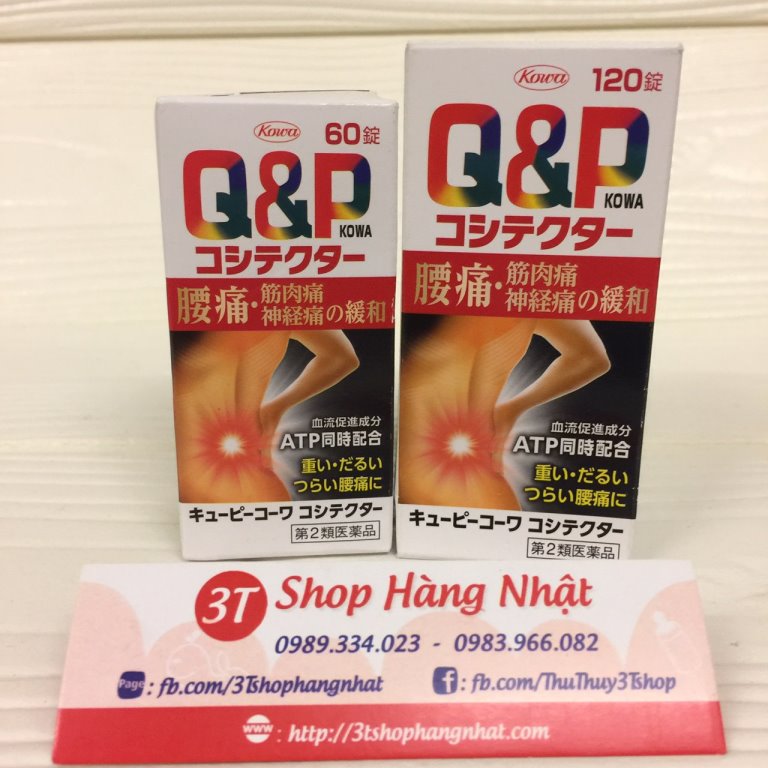 Kowa 60錠
Q&P
KOWA
コシテクター
腰痛・筋肉痛
神経痛の緩和
血流促進成分
ATP同時配合
重い・だるい
つらい腰痛に
キューピーコーワ コシテクター
第2類医薬品
Kowa 120錠
Q&P
KOWA
コシテクター
腰痛・筋肉痛
神経痛の緩和
血流促進成分
ATP同時配合
重い・だるい
つらい腰痛に
キューピーコーワ コシテクター
第2類医薬品
3T Shop Hàng Nhật
0989.334.023 - 0983.966.082
Page : fb.com/3Tshophangnhat f : fb.com/ThuThuy3Tshop
www : http://3tshophangnhat.com